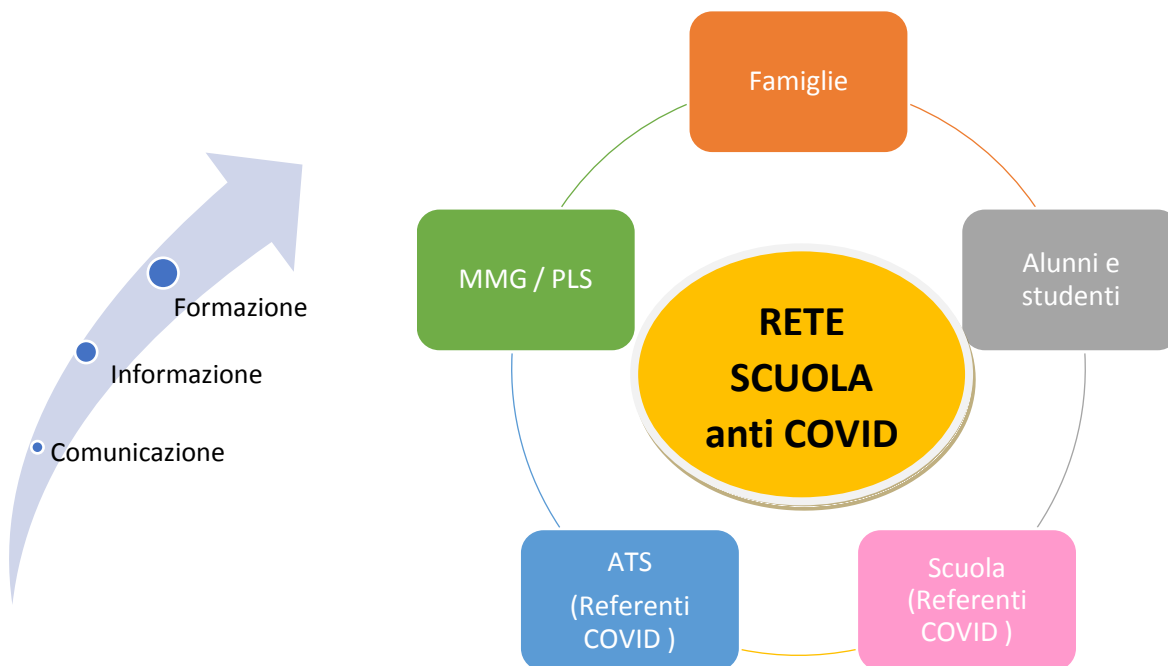 Formazione
Informazione
Comunicazione
Famiglie
MMG / PLS
Alunni e
studenti
RETE
SCUOLA
anti COVID
ATS
(Referenti
COVID )
Scuola
(Referenti
COVID )